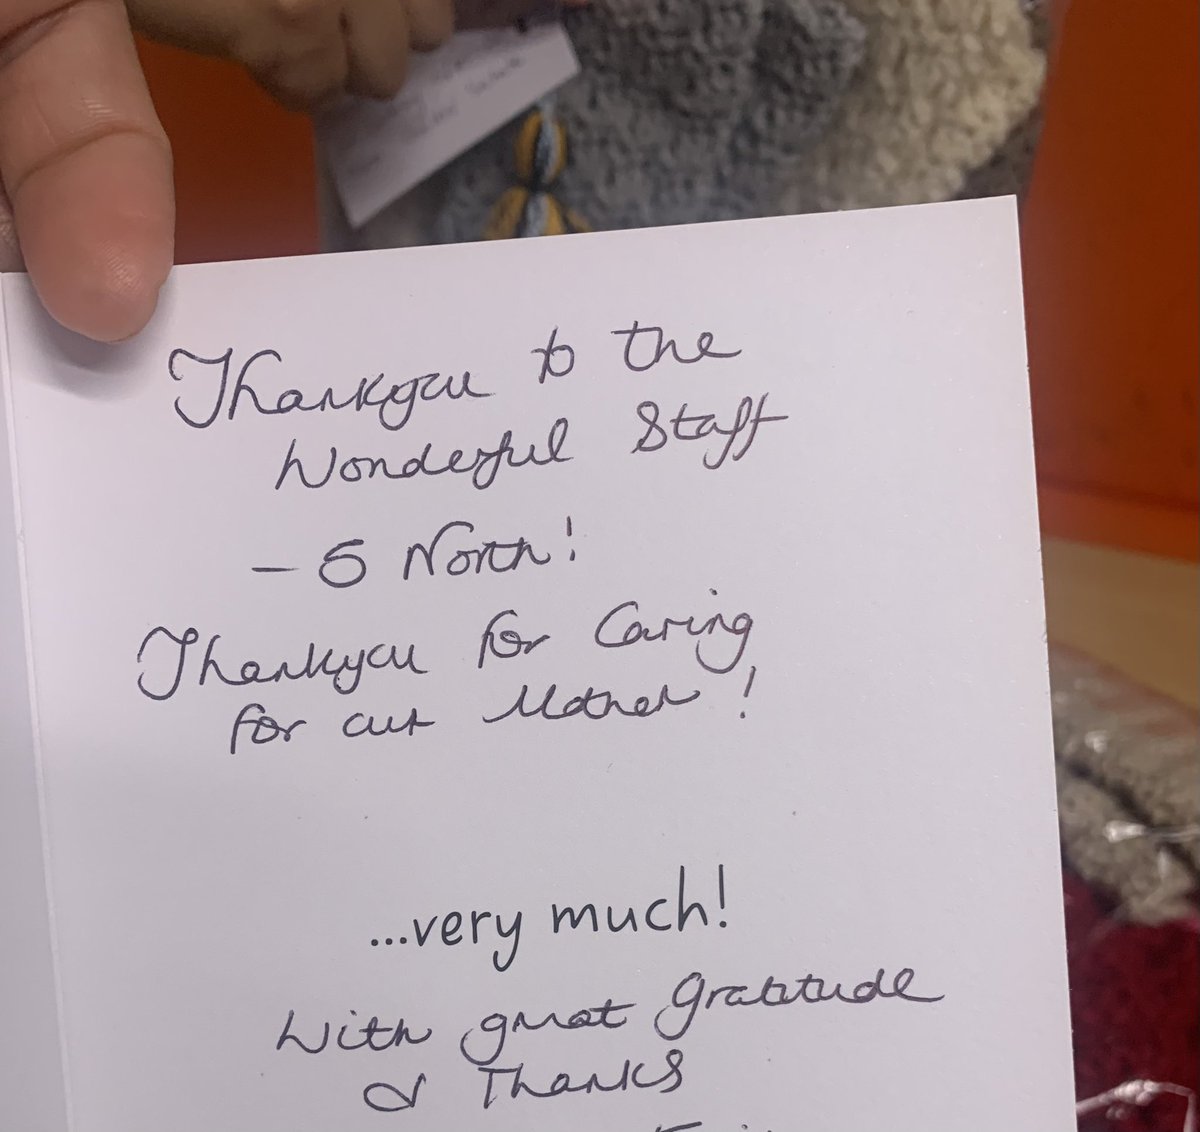 Thankyou to the
Wonderful Staff
- 5 North!
Thankyou for Caring
for our Mother!
...very much!
With great gratitude
& Thanks